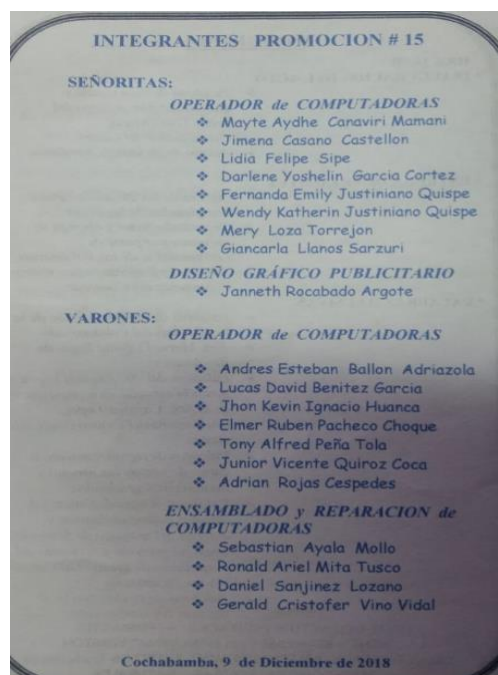 INTEGRANTES PROMOCION # 15
SEÑORITAS:
OPERADOR de COMPUTADORAS
❖ Mayte Aydhe Canaviri Mamani
❖ Jimena Casano Castellon
❖ Lidia Felipe Sipe
❖ Darlene Yoshelin Garcia Cortez
❖ Fernanda Emily Justiniano Quispe
❖ Wendy Katherin Justiniano Quispe
❖ Mery Loza Torrejon
❖ Giancarla Llanos Sarzuri
DISEÑO GRÁFICO PUBLICITARIO
❖ Janneth Rocabado Argote
VARONES:
OPERADOR de COMPUTADORAS
❖ Andres Esteban Ballon Adriazola
❖ Lucas David Benitez Garcia
❖ Jhon Kevin Ignacio Huanca
❖ Elmer Ruben Pacheco Choque
❖ Tony Alfred Peña Tola
❖ Junior Vicente Quiroz Coca
❖ Adrian Rojas Cespedes
ENSAMBLADO y REPARACION de
COMPUTADORAS
❖ Sebastian Ayala Mollo
❖ Ronald Ariel Mita Tusco
❖ Daniel Sanjinez Lozano
❖ Gerald Cristofer Vino Vidal
Cochabamba, 9 de Diciembre de 2018